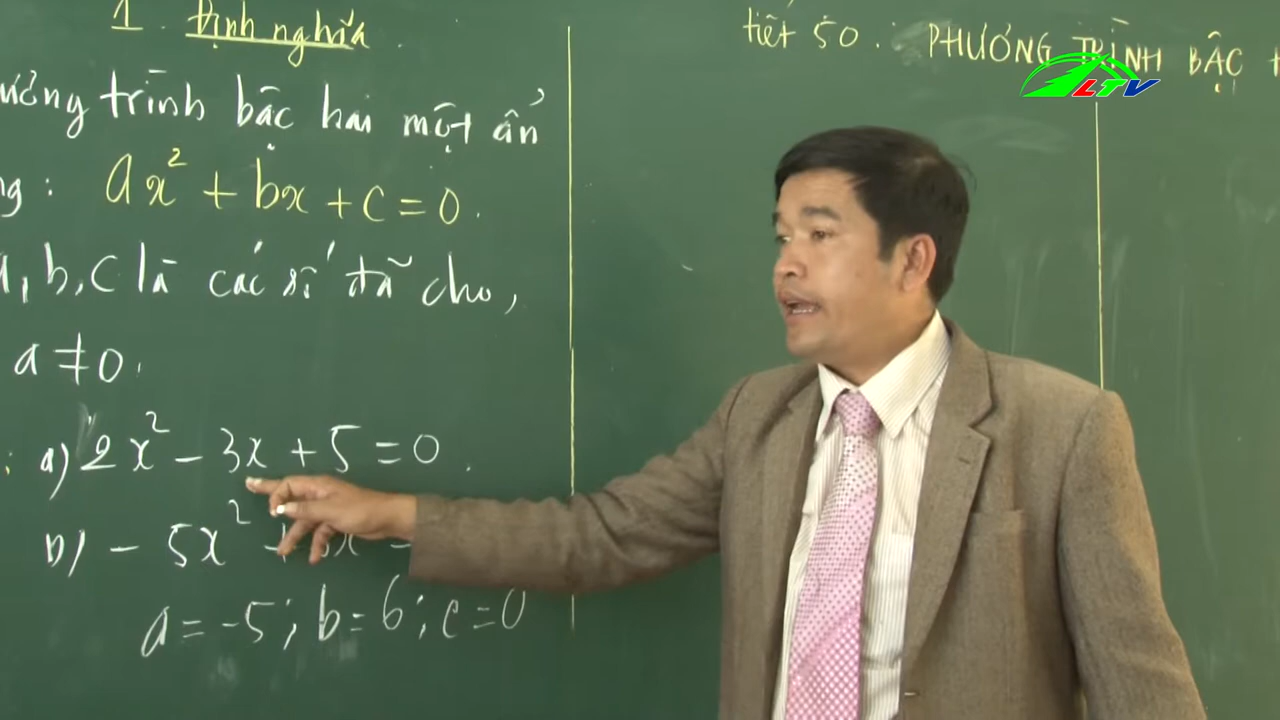 1. Định nghĩa.
ương trình bậc hai một ẩn
ng: ax² + bx + c = 0.
a, b, c là các số đã cho,
a ≠ 0.
: a) 2x² - 3x + 5 = 0.
b) - 5x² + 6x
a = -5; b = 6; c = 0
tiết 50: PHƯƠNG TRÌNH BẬC
LTV